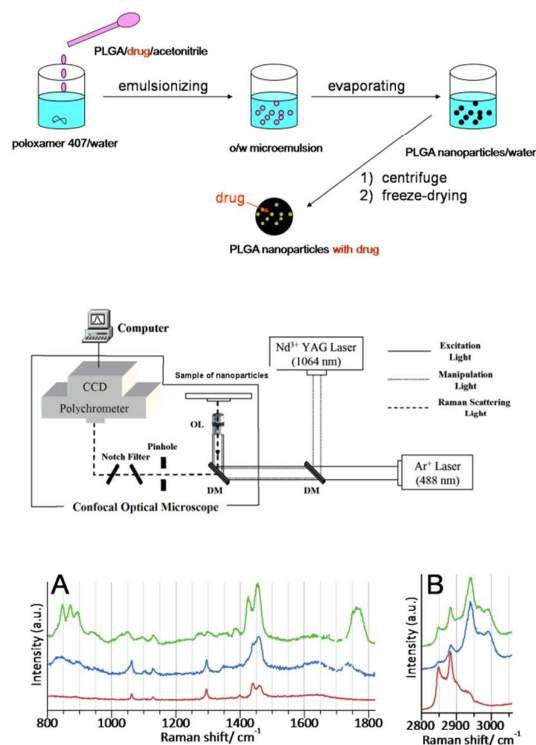 PLGA/drug/acetonitrile
emulsionizing
evaporating
poloxamer 407/water
o/w microemulsion
PLGA nanoparticles/water
1) centrifuge
2) freeze-drying
drug
PLGA nanoparticles with drug
Computer
Nd³⁺ YAG Laser
(1064 nm)
Excitation
Light
Manipulation
Light
Raman Scattering
Light
CCD
Polychrometer
Sample of nanoparticles
OL
Notch Filter
Pinhole
DM
DM
Ar⁺ Laser
(488 nm)
Confocal Optical Microscope
A
Intensity (a.u.)
800 1000 1200 1400 1600 1800
Raman shift/ cm⁻¹
B
Intensity (a.u.)
2800 2900 3000
Raman shift/ cm⁻¹